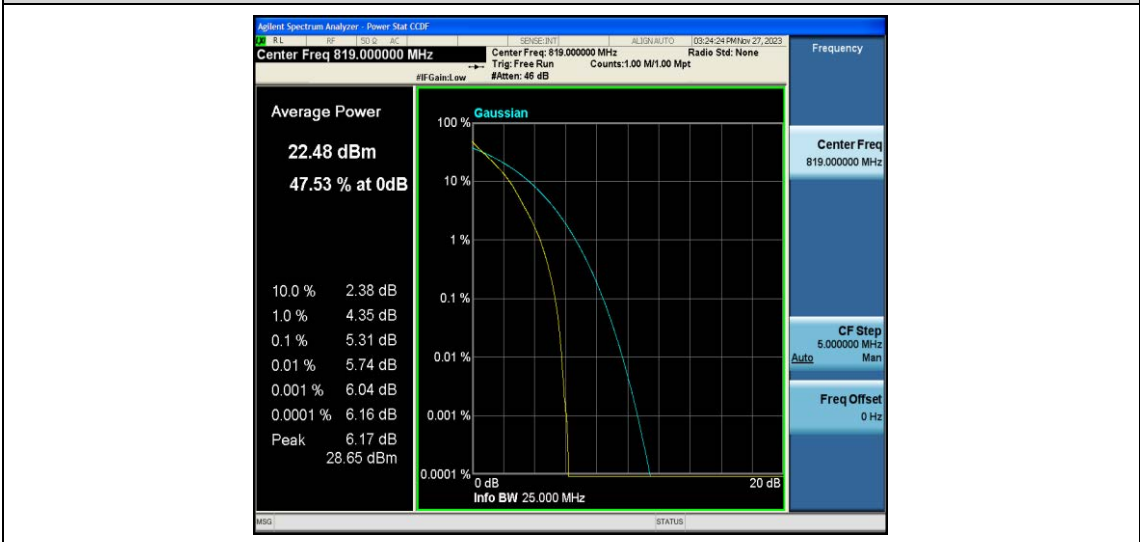 Agilent Spectrum Analyzer - Power Stat CCDF
RL RF 50 Ω AC SENSE:INT ALIGN AUTO 03:24:24 PM Nov 27, 2023
Center Freq 819.000000 MHz
Center Freq: 819.000000 MHz Radio Std: None
Trig: Free Run Counts:1.00 M/1.00 Mpt
#IFGain:Low #Atten: 46 dB
Frequency
Average Power
22.48 dBm
47.53 % at 0dB
10.0 % 2.38 dB
1.0 % 4.35 dB
0.1 % 5.31 dB
0.01 % 5.74 dB
0.001 % 6.04 dB
0.0001 % 6.16 dB
Peak 6.17 dB
28.65 dBm
Gaussian
100 %
10 %
1 %
0.1 %
0.01 %
0.001 %
0.0001 %
0 dB 20 dB
Info BW 25.000 MHz
Center Freq
819.000000 MHz
CF Step
5.000000 MHz
Auto Man
Freq Offset
0 Hz
MSG STATUS